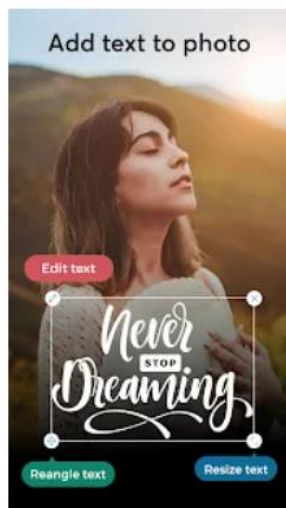 Add text to photo
Edit text
Never
STOP
Dreaming
Reangle text
Resize text